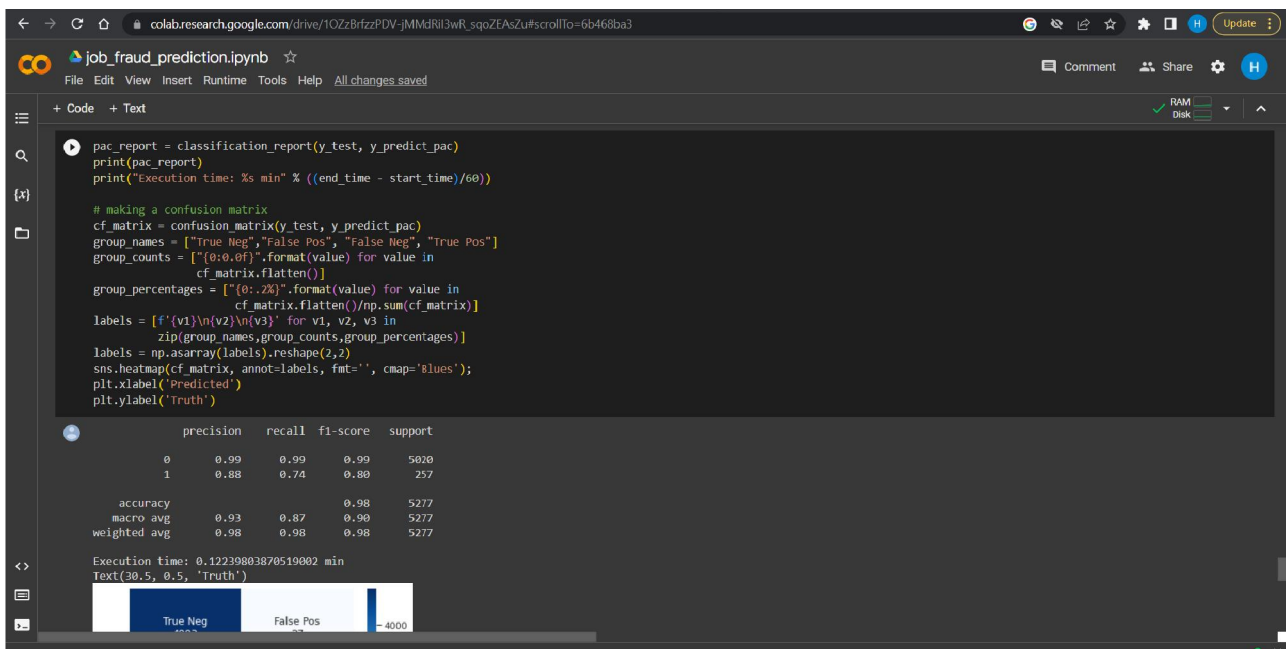 colab.research.google.com/drive/1OZzBrfzzPDV-jMMdRil3wR_sqoZEAsZu#scrollTo=6b468ba3
H
Update
job_fraud_prediction.ipynb
File Edit View Insert Runtime Tools Help All changes saved
Comment
Share
H
+ Code + Text
RAM
Disk
{x}
pac_report = classification_report(y_test, y_predict_pac)
print(pac_report)
print("Execution time: %s min" % ((end_time - start_time)/60))
# making a confusion matrix
cf_matrix = confusion_matrix(y_test, y_predict_pac)
group_names = ["True Neg","False Pos", "False Neg", "True Pos"]
group_counts = ["{0:0.0f}".format(value) for value in
cf_matrix.flatten()]
group_percentages = ["{0:.2%}".format(value) for value in
cf_matrix.flatten()/np.sum(cf_matrix)]
labels = [f'{v1}\n{v2}\n{v3}' for v1, v2, v3 in
zip(group_names,group_counts,group_percentages)]
labels = np.asarray(labels).reshape(2,2)
sns.heatmap(cf_matrix, annot=labels, fmt='', cmap='Blues');
plt.xlabel('Predicted')
plt.ylabel('Truth')
precision recall f1-score support
0 0.99 0.99 0.99 5020
1 0.88 0.74 0.80 257
accuracy 0.98 5277
macro avg 0.93 0.87 0.90 5277
weighted avg 0.98 0.98 0.98 5277
Execution time: 0.12239803870519002 min
Text(30.5, 0.5, 'Truth')
True Neg False Pos
4000